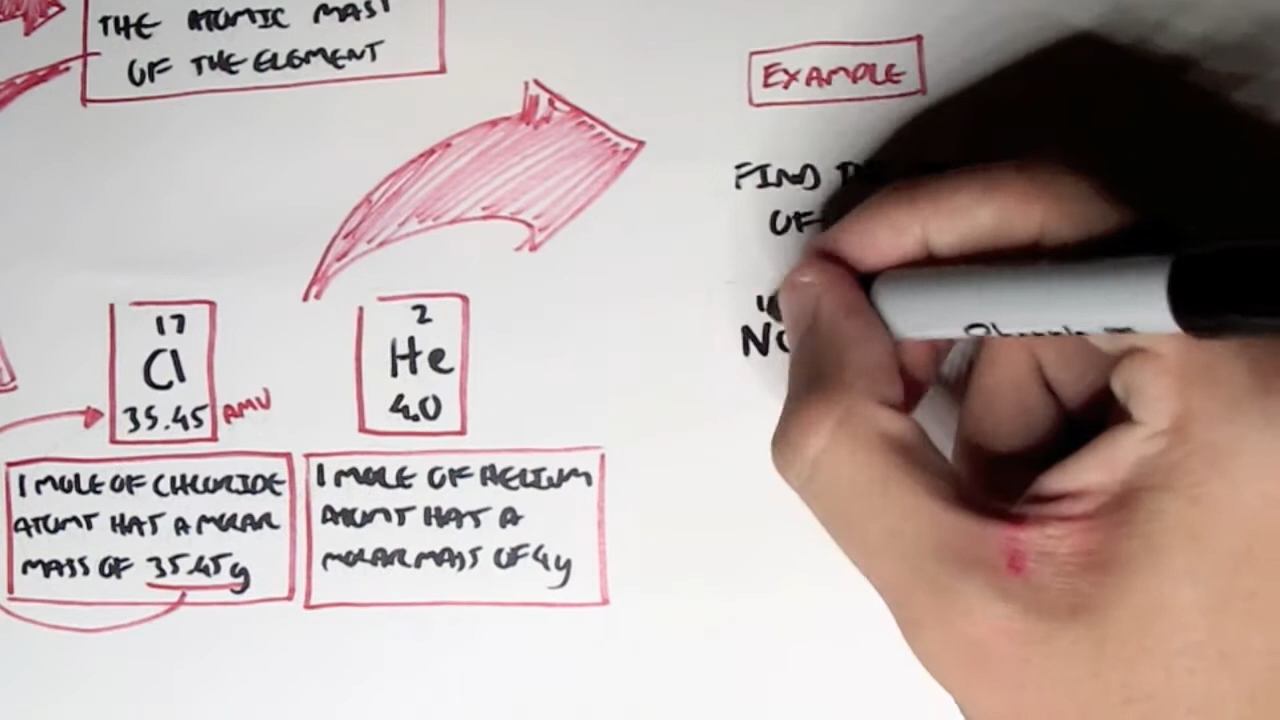 THE ATOMIC MASS
OF THE ELEMENT
EXAMPLE
FIND
OF
17
Cl
35.45
AMU
2
He
4.0
1 MOLE OF CHLORIDE
ATOMS HAS A MOLAR
MASS OF 35.45g
1 MOLE OF HELIUM
ATOMS HAS A
MOLAR MASS OF 4g